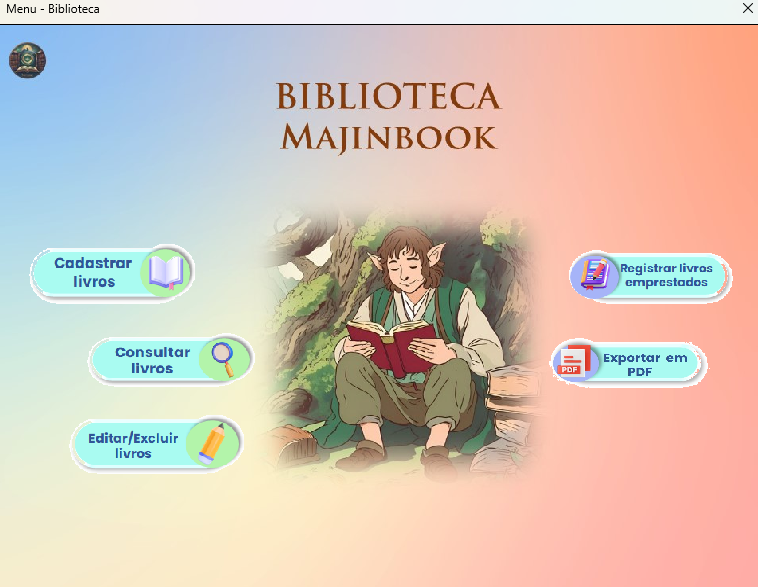 Menu - Biblioteca
BIBLIOTECA
MAJINBOOK
Cadastrar
livros
Consultar
livros
Editar/Excluir
livros
Registrar livros
emprestados
Exportar em
PDF
PDF